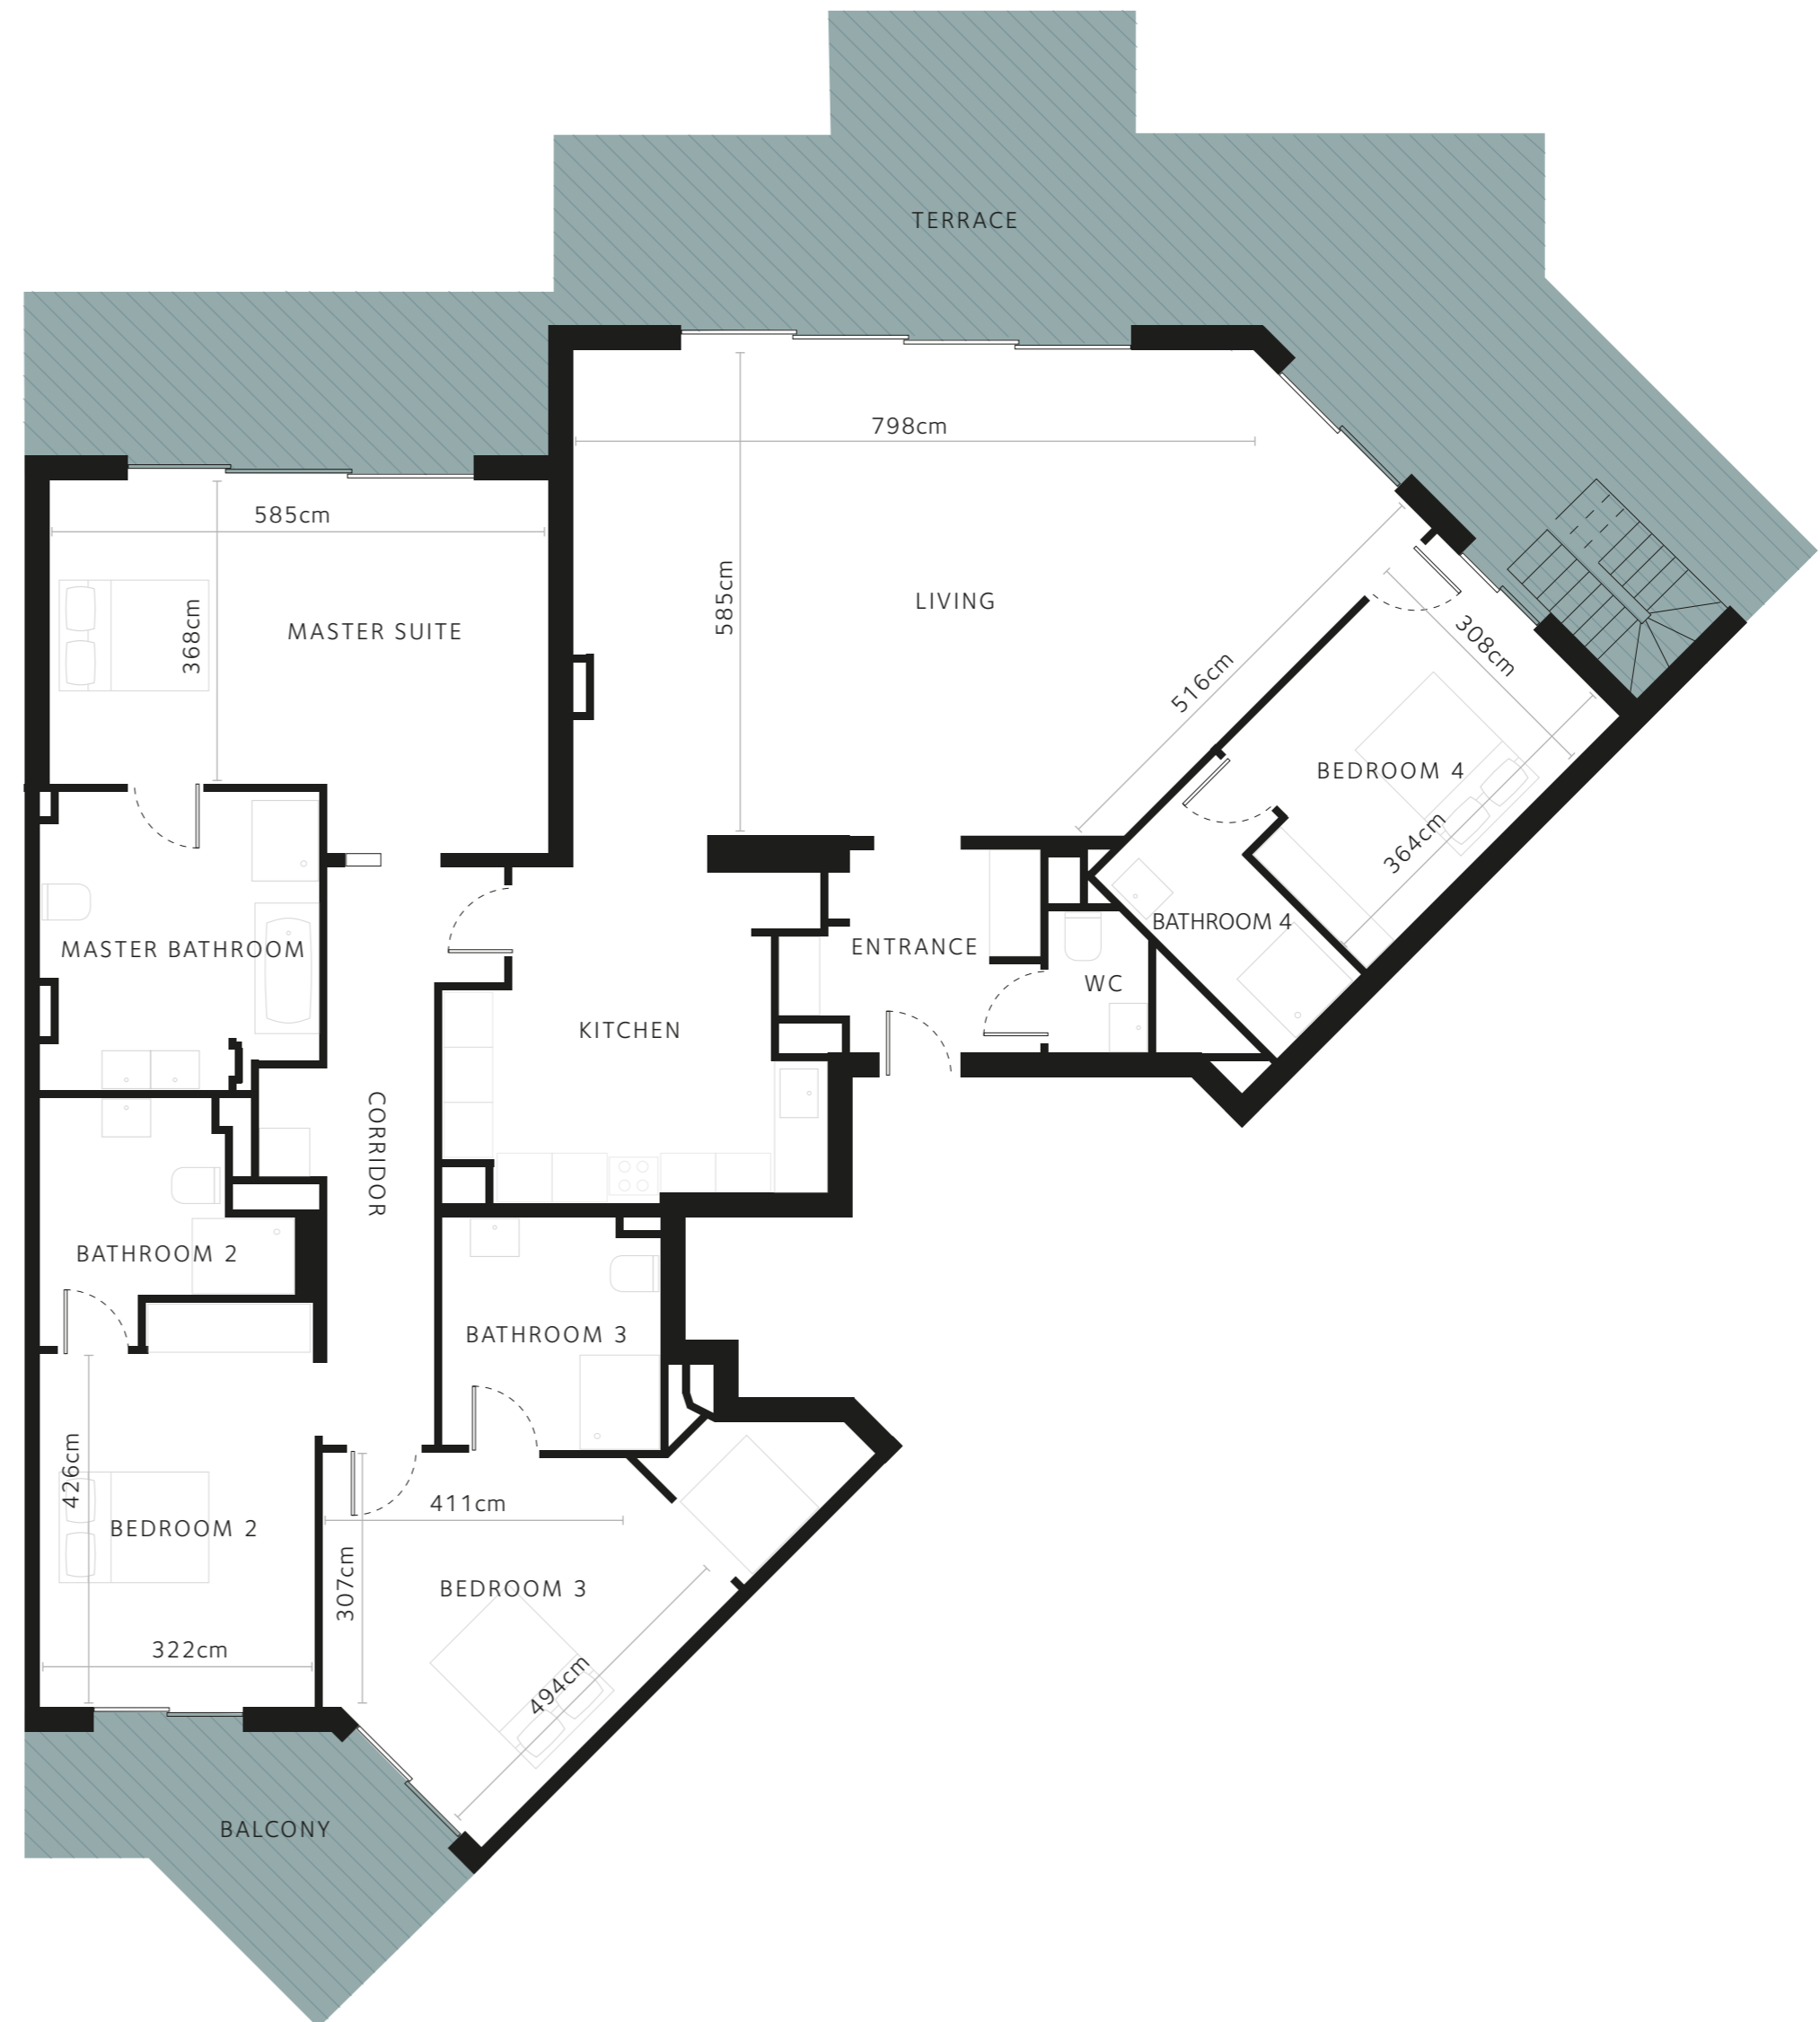 TERRACE
798cm
585cm
585cm
368cm
LIVING
MASTER SUITE
516cm
308cm
BEDROOM 4
364cm
BATHROOM 4
MASTER BATHROOM
ENTRANCE
WC
KITCHEN
CORRIDOR
BATHROOM 2
BATHROOM 3
426cm
411cm
BEDROOM 2
307cm
BEDROOM 3
322cm
494cm
BALCONY